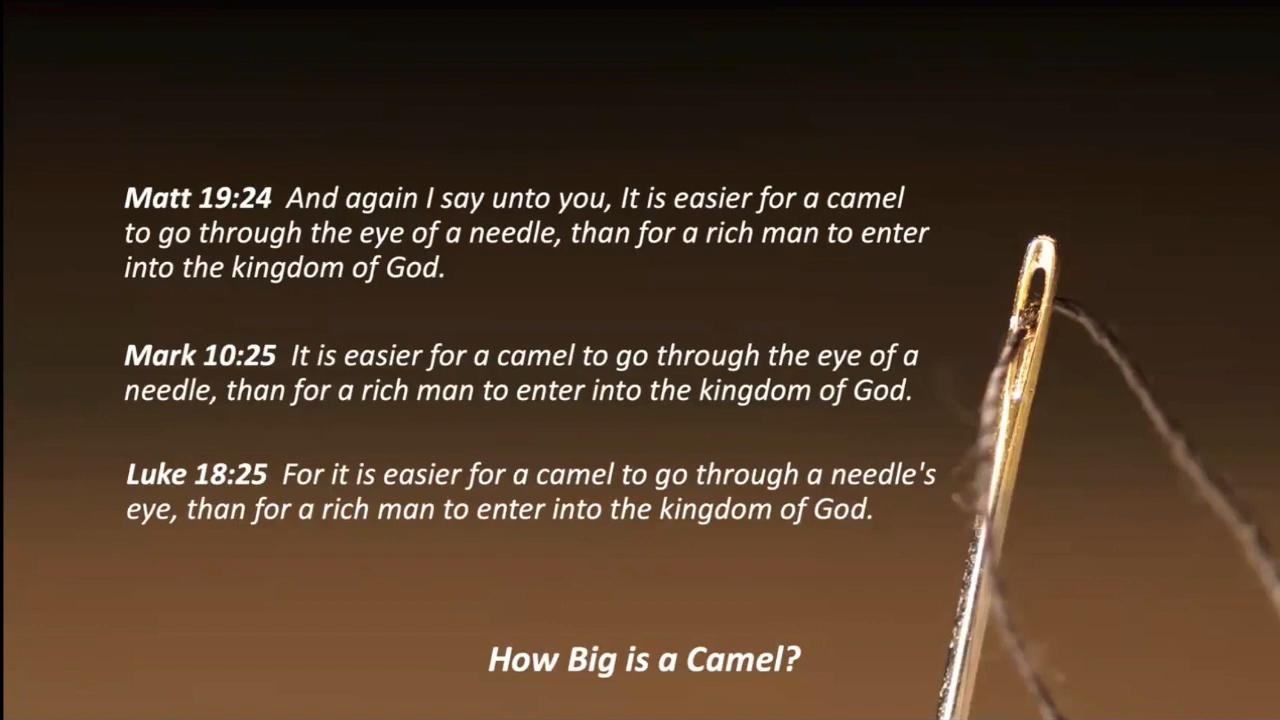 Matt 19:24 And again I say unto you, It is easier for a camel
to go through the eye of a needle, than for a rich man to enter
into the kingdom of God.
Mark 10:25 It is easier for a camel to go through the eye of a
needle, than for a rich man to enter into the kingdom of God.
Luke 18:25 For it is easier for a camel to go through a needle's
eye, than for a rich man to enter into the kingdom of God.
How Big is a Camel?